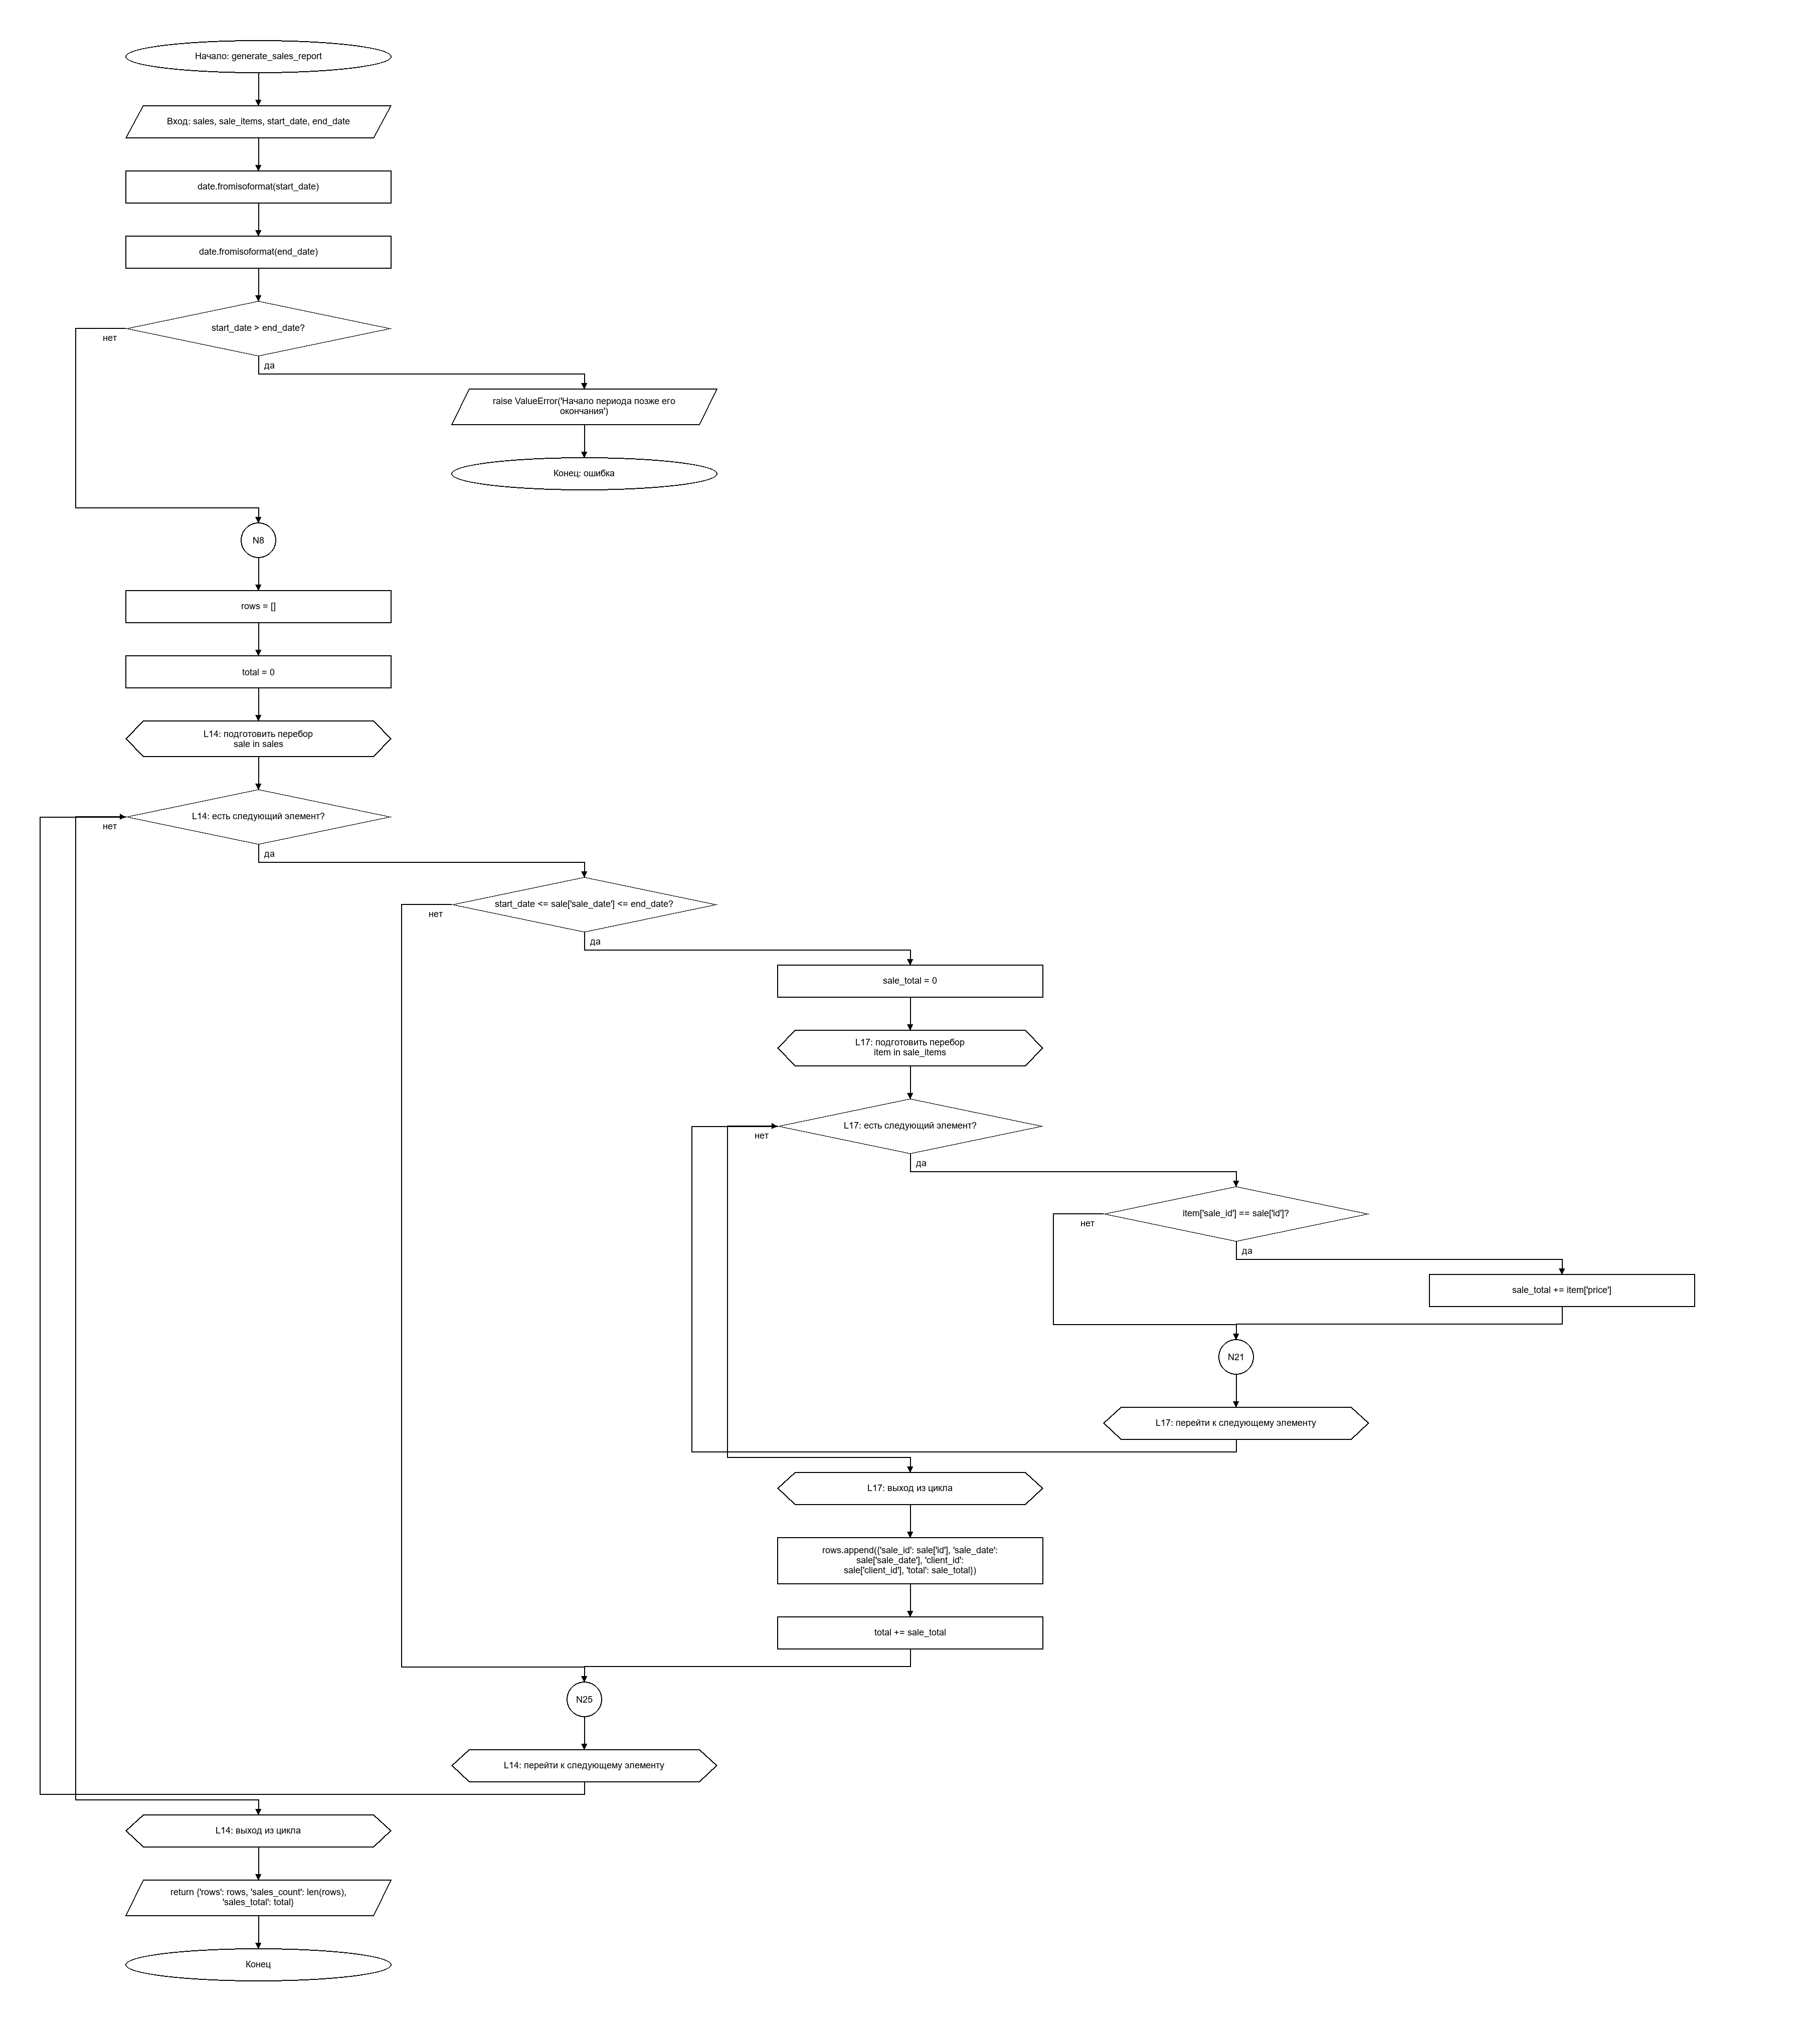 Начало: generate_sales_report
Вход: sales, sale_items, start_date, end_date
date.fromisoformat(start_date)
date.fromisoformat(end_date)
start_date > end_date?
нет
да
raise ValueError('Начало периода позже его
окончания')
Конец: ошибка
N8
rows = []
total = 0
L14: подготовить перебор
sale in sales
L14: есть следующий элемент?
нет
да
start_date <= sale['sale_date'] <= end_date?
нет
да
sale_total = 0
L17: подготовить перебор
item in sale_items
L17: есть следующий элемент?
нет
да
item['sale_id'] == sale['id']?
нет
да
sale_total += item['price']
N21
L17: перейти к следующему элементу
L17: выход из цикла
rows.append({'sale_id': sale['id'], 'sale_date':
sale['sale_date'], 'client_id':
sale['client_id'], 'total': sale_total})
total += sale_total
N25
L14: перейти к следующему элементу
L14: выход из цикла
return {'rows': rows, 'sales_count': len(rows),
'sales_total': total}
Конец